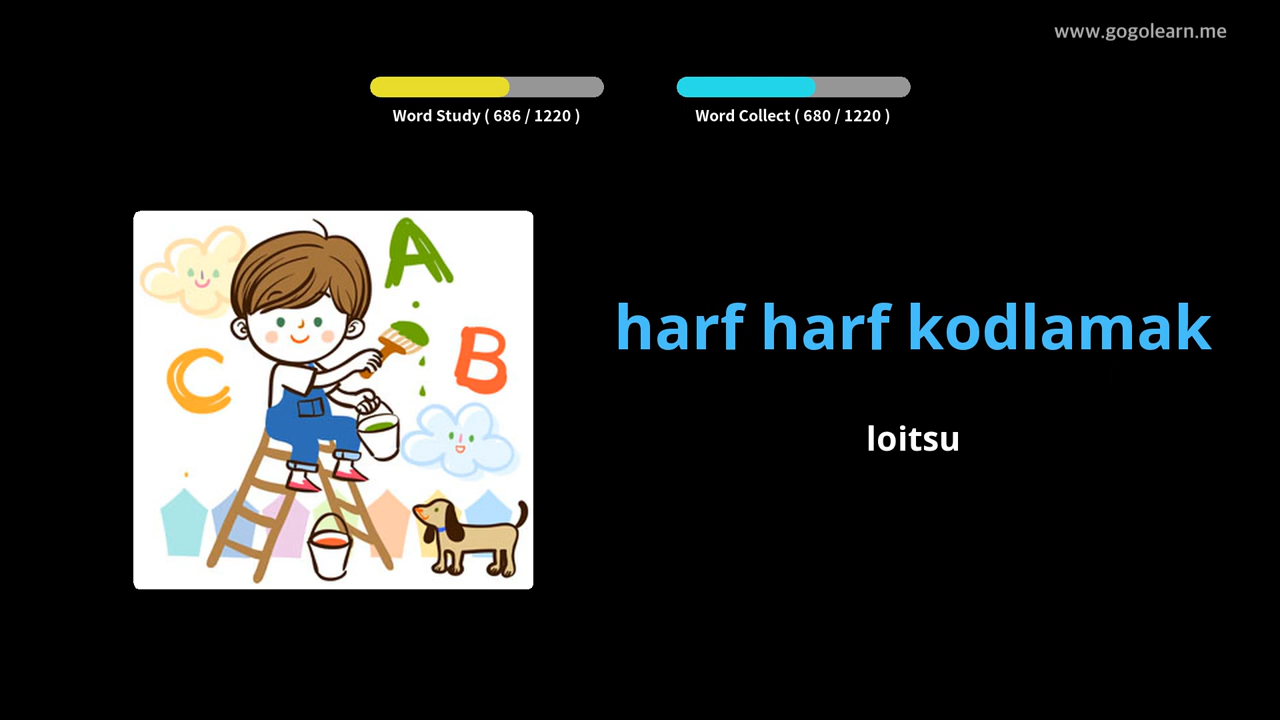 www.gogolearn.me
Word Study ( 686 / 1220 )
Word Collect ( 680 / 1220 )
A
B
C
harf harf kodlamak
loitsu